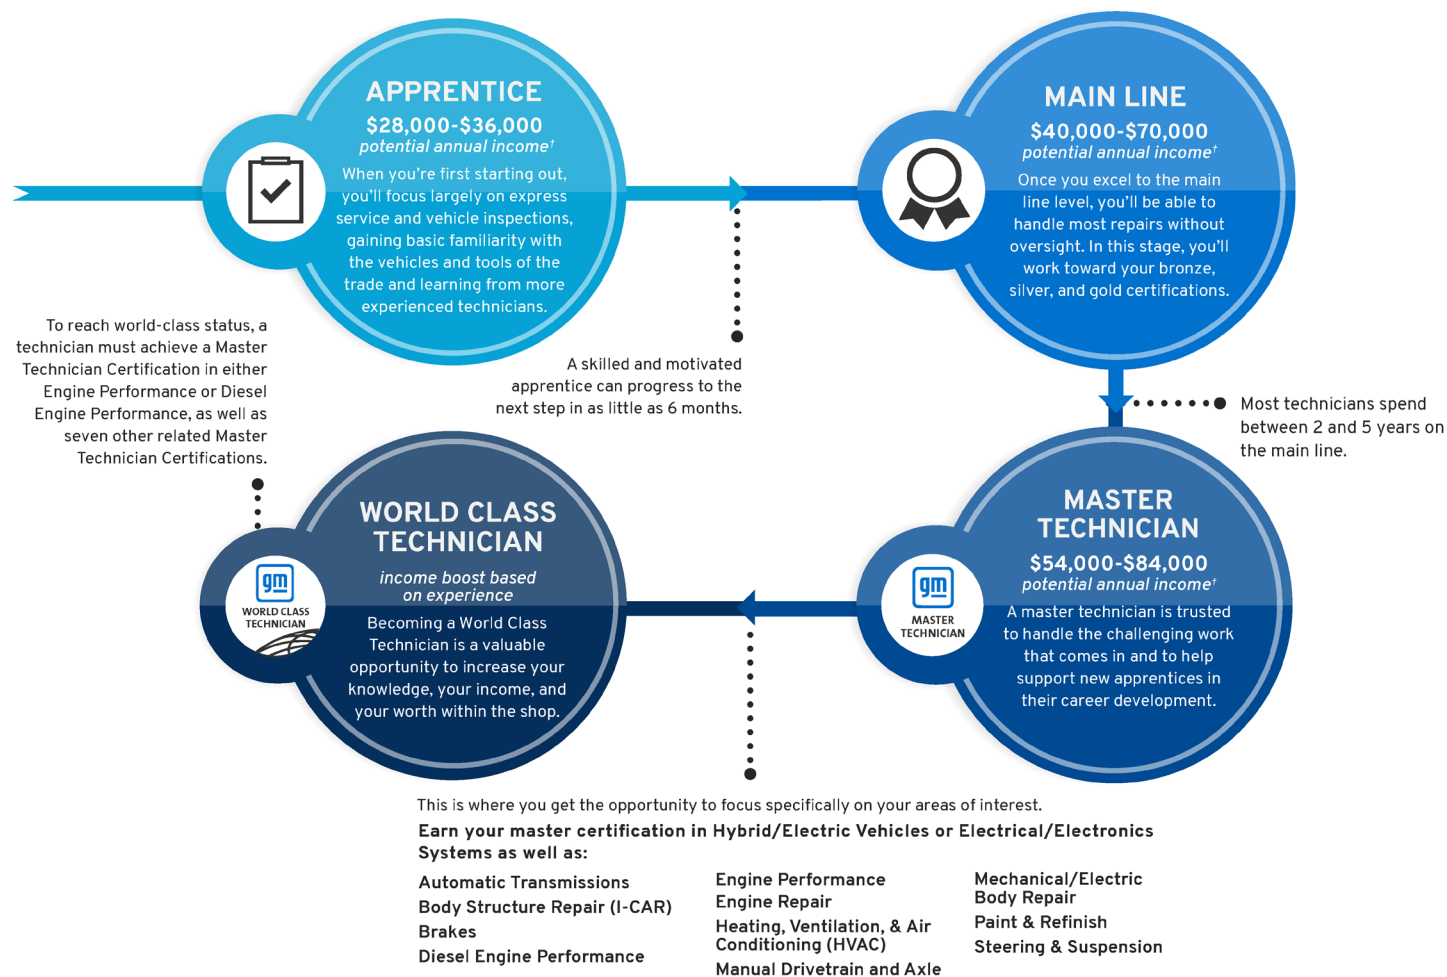 APPRENTICE
$28,000-$36,000
potential annual income†
When you're first starting out,
you'll focus largely on express
service and vehicle inspections,
gaining basic familiarity with
the vehicles and tools of the
trade and learning from more
experienced technicians.
A skilled and motivated
apprentice can progress to the
next step in as little as 6 months.
MAIN LINE
$40,000-$70,000
potential annual income†
Once you excel to the main
line level, you'll be able to
handle most repairs without
oversight. In this stage, you'll
work toward your bronze,
silver, and gold certifications.
Most technicians spend
between 2 and 5 years on
the main line.
MASTER
TECHNICIAN
$54,000-$84,000
potential annual income†
A master technician is trusted
to handle the challenging work
that comes in and to help
support new apprentices in
their career development.
gm
MASTER
TECHNICIAN
To reach world-class status, a
technician must achieve a Master
Technician Certification in either
Engine Performance or Diesel
Engine Performance, as well as
seven other related Master
Technician Certifications.
WORLD CLASS
TECHNICIAN
income boost based
on experience
Becoming a World Class
Technician is a valuable
opportunity to increase your
knowledge, your income, and
your worth within the shop.
gm
WORLD CLASS
TECHNICIAN
This is where you get the opportunity to focus specifically on your areas of interest.
Earn your master certification in Hybrid/Electric Vehicles or Electrical/Electronics
Systems as well as:
Automatic Transmissions
Body Structure Repair (I-CAR)
Brakes
Diesel Engine Performance
Engine Performance
Engine Repair
Heating, Ventilation, & Air
Conditioning (HVAC)
Manual Drivetrain and Axle
Mechanical/Electric
Body Repair
Paint & Refinish
Steering & Suspension